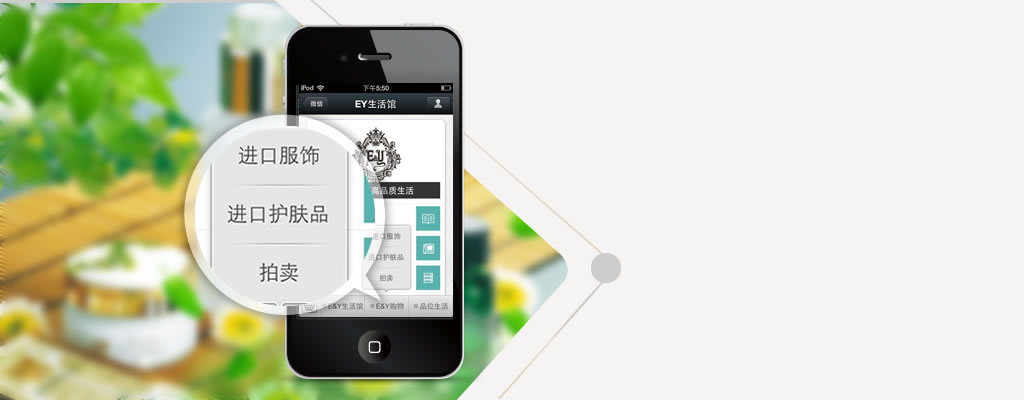 iPod 下午5:50
微信 EY生活馆
E&Y
高品质生活
进口服饰
进口护肤品
拍卖
进口服饰
进口护肤品
拍卖
E&Y生活馆 E&Y购物 品位生活